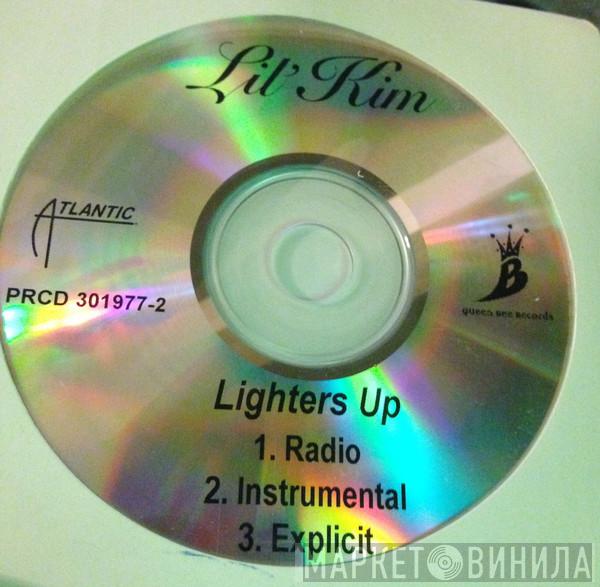 Lil' Kim
ATLANTIC
PRCD 301977-2
B
Queen Bee Records
Lighters Up
1. Radio
2. Instrumental
3. Explicit
МАРКЕТ ВИНИЛА